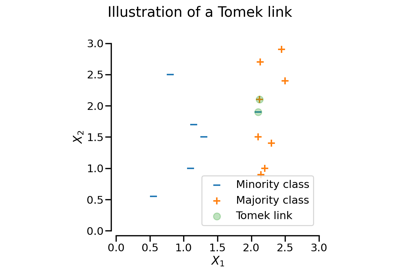 Illustration of a Tomek link
3.0
2.5
2.0
1.5
1.0
0.5
0.0
X2
Minority class
Majority class
Tomek link
0.0 0.5 1.0 1.5 2.0 2.5 3.0
X1